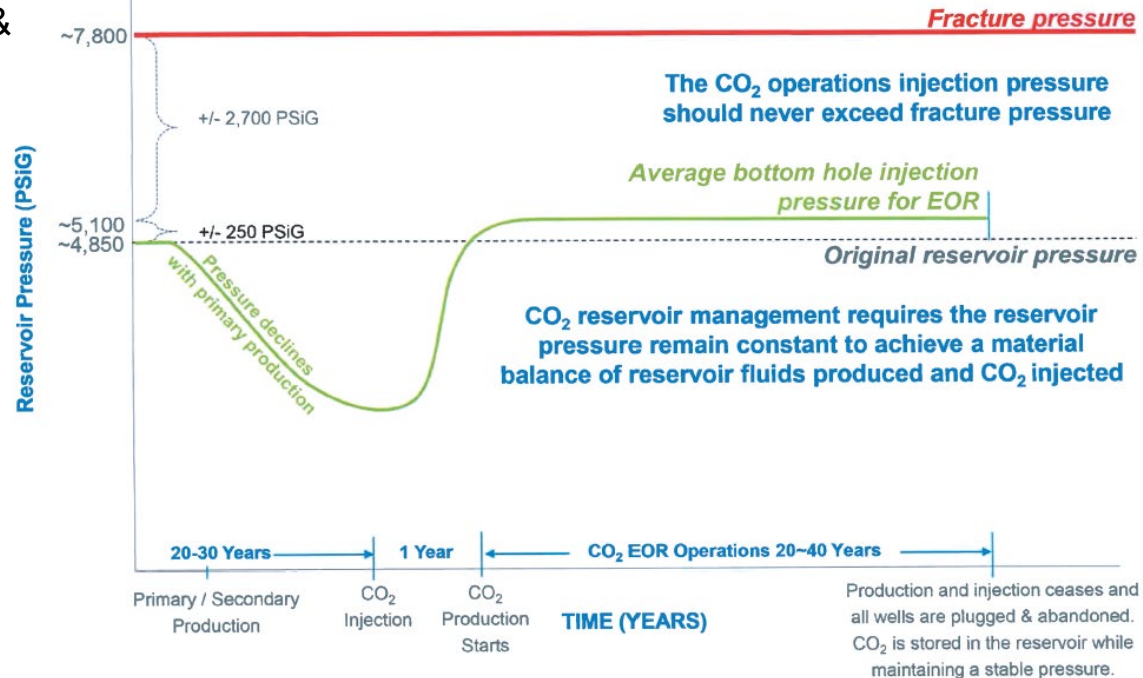 &
Fracture pressure
~7,800
The CO₂ operations injection pressure
should never exceed fracture pressure
+/- 2,700 PSiG
Average bottom hole injection
pressure for EOR
~5,100
+/- 250 PSiG
~4,850
Original reservoir pressure
Reservoir Pressure (PSiG)
Pressure declines
with primary production
CO₂ reservoir management requires the reservoir
pressure remain constant to achieve a material
balance of reservoir fluids produced and CO₂ injected
20-30 Years
1 Year
CO₂ EOR Operations 20~40 Years
Primary / Secondary
Production
CO₂
Injection
CO₂
Production
Starts
TIME (YEARS)
Production and injection ceases and
all wells are plugged & abandoned.
CO₂ is stored in the reservoir while
maintaining a stable pressure.